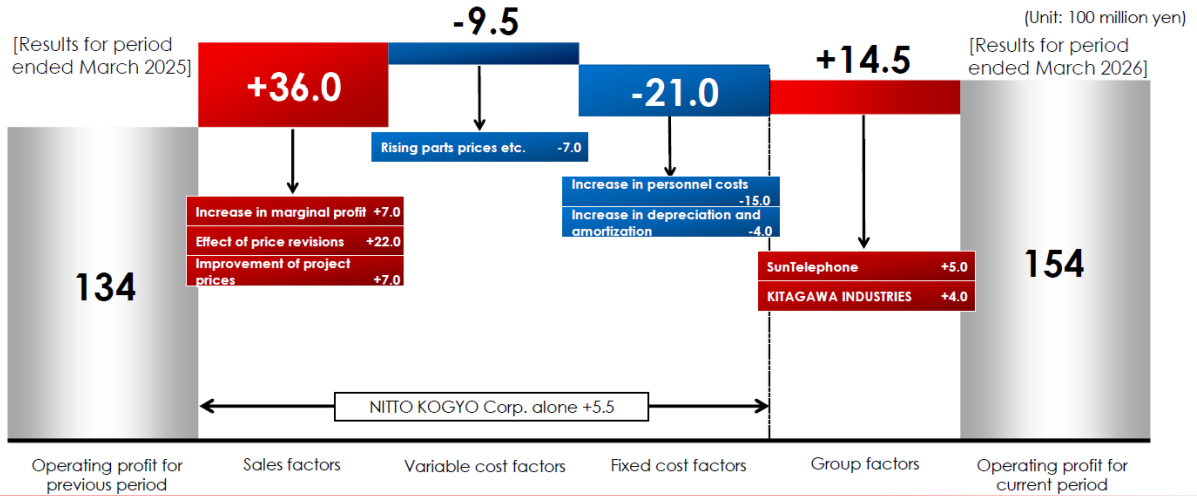 (Unit: 100 million yen)
[Results for period
ended March 2025]
+36.0
-9.5
-21.0
+14.5
[Results for period
ended March 2026]
Rising parts prices etc. -7.0
Increase in personnel costs
-15.0
Increase in depreciation and
amortization -4.0
Increase in marginal profit +7.0
Effect of price revisions +22.0
Improvement of project
prices +7.0
SunTelephone +5.0
KITAGAWA INDUSTRIES +4.0
134
154
NITTO KOGYO Corp. alone +5.5
Operating profit for
previous period
Sales factors
Variable cost factors
Fixed cost factors
Group factors
Operating profit for
current period